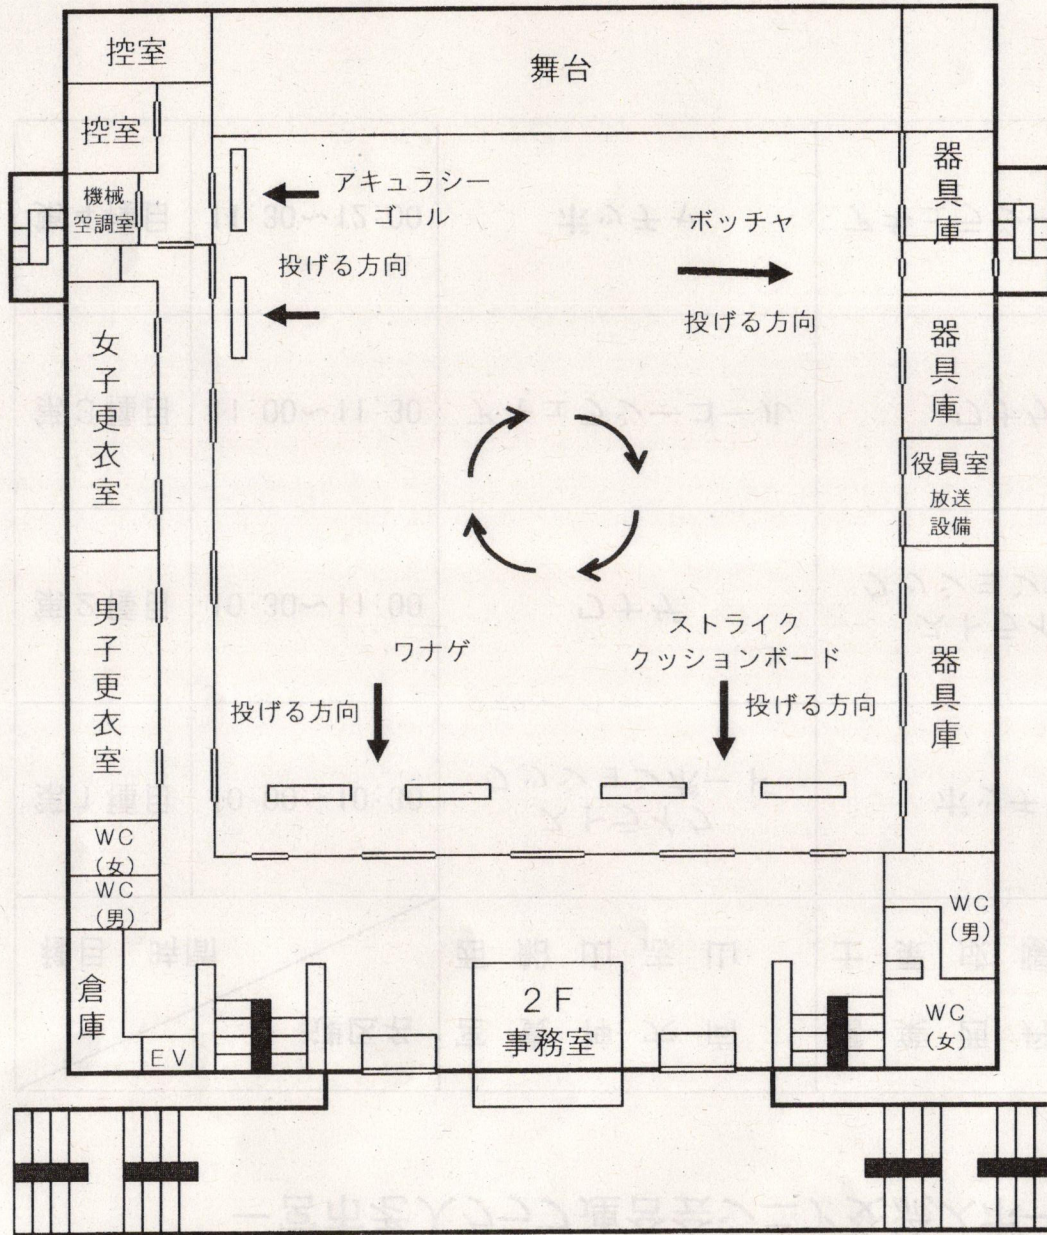 控室
舞台
控室
機械
空調室
器具庫
アキュラシー
ゴール
投げる方向
ボッチャ
投げる方向
女子更衣室
器具庫
役員室
放送
設備
男子更衣室
ワナゲ
投げる方向
ストライク
クッションボード
投げる方向
器具庫
WC
(女)
WC
(男)
WC
(男)
倉庫
EV
2F
事務室
WC
(女)